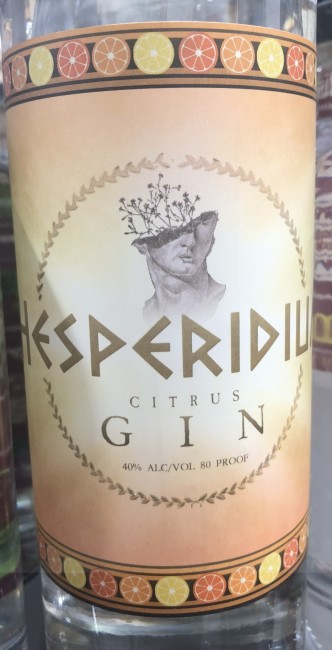 HESPERIDIU
CITRUS
GIN
40% ALC/VOL 80 PROOF